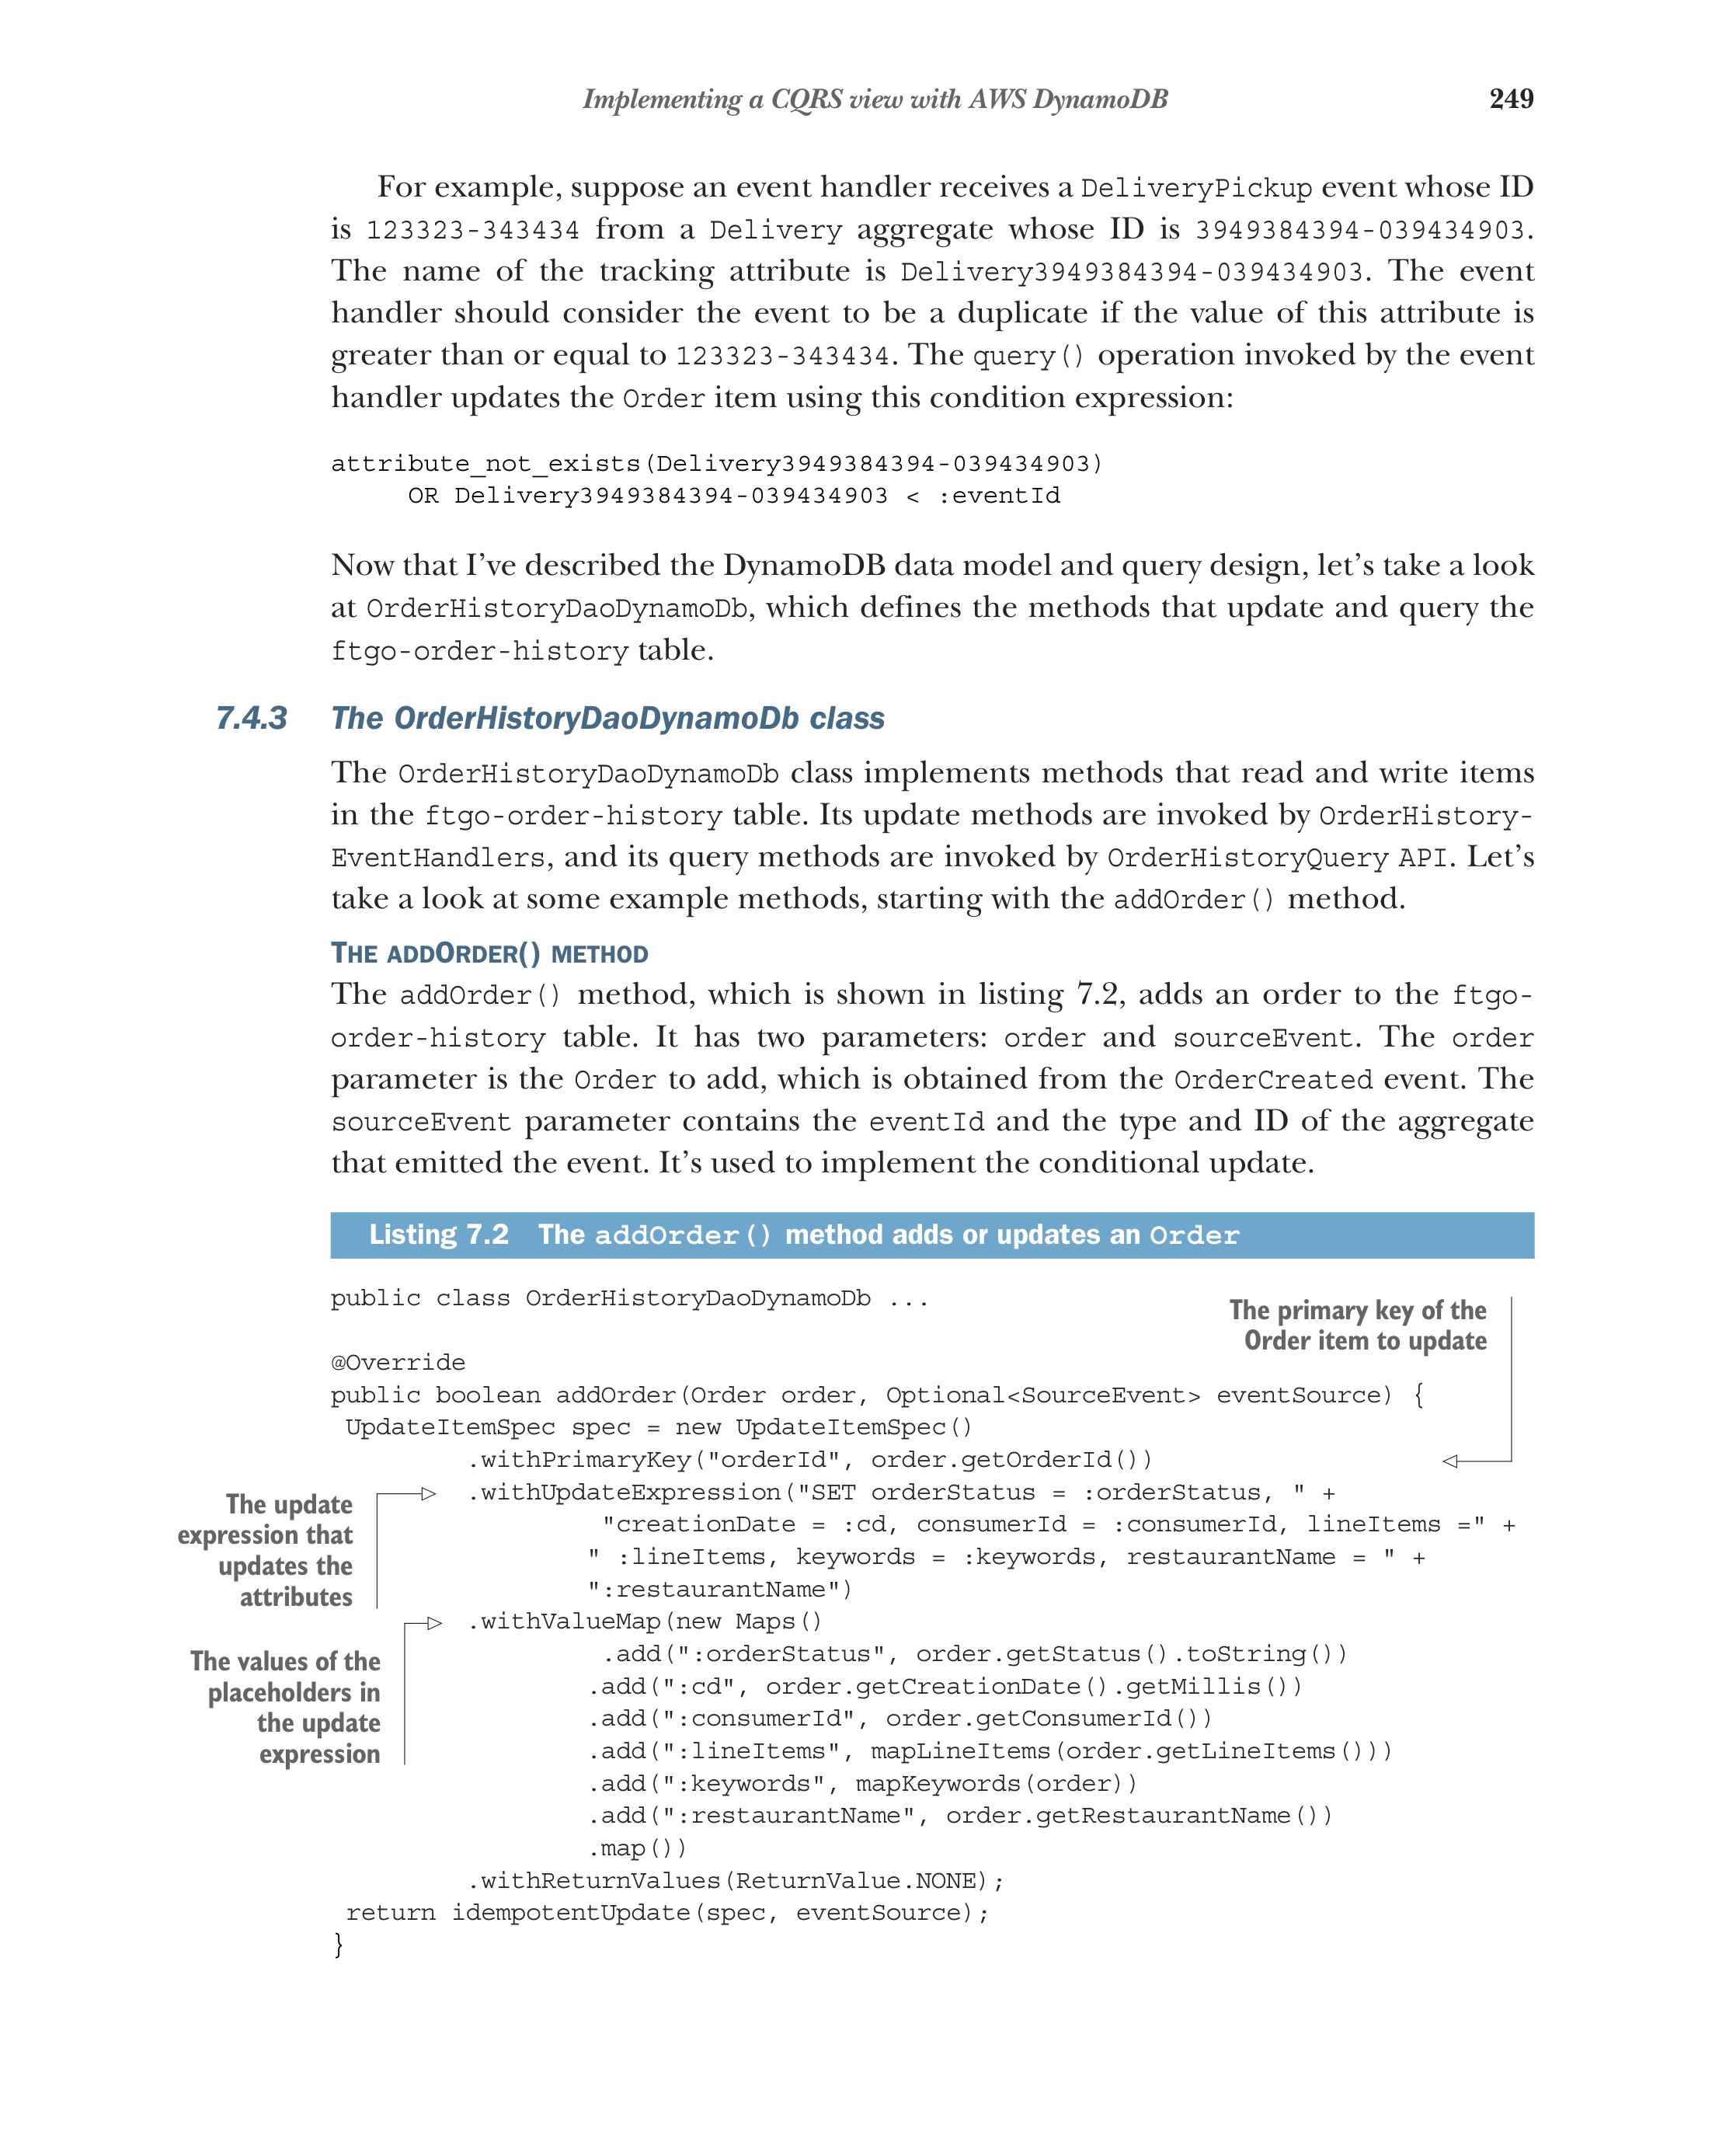 Implementing a CQRS view with AWS DynamoDB 249
For example, suppose an event handler receives a DeliveryPickup event whose ID
is 123323-343434 from a Delivery aggregate whose ID is 3949384394-039434903.
The name of the tracking attribute is Delivery3949384394-039434903. The event
handler should consider the event to be a duplicate if the value of this attribute is
greater than or equal to 123323-343434. The query() operation invoked by the event
handler updates the Order item using this condition expression:
attribute_not_exists(Delivery3949384394-039434903)
     OR Delivery3949384394-039434903 < :eventId
Now that I’ve described the DynamoDB data model and query design, let’s take a look
at OrderHistoryDaoDynamoDb, which defines the methods that update and query the
ftgo-order-history table.
7.4.3 The OrderHistoryDaoDynamoDb class
The OrderHistoryDaoDynamoDb class implements methods that read and write items
in the ftgo-order-history table. Its update methods are invoked by OrderHistory-
EventHandlers, and its query methods are invoked by OrderHistoryQuery API. Let’s
take a look at some example methods, starting with the addOrder() method.
THE ADDORDER() METHOD
The addOrder() method, which is shown in listing 7.2, adds an order to the ftgo-
order-history table. It has two parameters: order and sourceEvent. The order
parameter is the Order to add, which is obtained from the OrderCreated event. The
sourceEvent parameter contains the eventId and the type and ID of the aggregate
that emitted the event. It’s used to implement the conditional update.
Listing 7.2 The addOrder() method adds or updates an Order
public class OrderHistoryDaoDynamoDb ...
The primary key of the
Order item to update
@Override
public boolean addOrder(Order order, Optional<SourceEvent> eventSource) {
 UpdateItemSpec spec = new UpdateItemSpec()
         .withPrimaryKey("orderId", order.getOrderId())
         .withUpdateExpression("SET orderStatus = :orderStatus, " +
                  "creationDate = :cd, consumerId = :consumerId, lineItems =" +
                 " :lineItems, keywords = :keywords, restaurantName = " +
                 ":restaurantName")
The update
expression that
updates the
attributes
         .withValueMap(new Maps()
                  .add(":orderStatus", order.getStatus().toString())
                 .add(":cd", order.getCreationDate().getMillis())
                 .add(":consumerId", order.getConsumerId())
                 .add(":lineItems", mapLineItems(order.getLineItems()))
                 .add(":keywords", mapKeywords(order))
                 .add(":restaurantName", order.getRestaurantName())
                 .map())
The values of the
placeholders in
the update
expression
         .withReturnValues(ReturnValue.NONE);
 return idempotentUpdate(spec, eventSource);
}